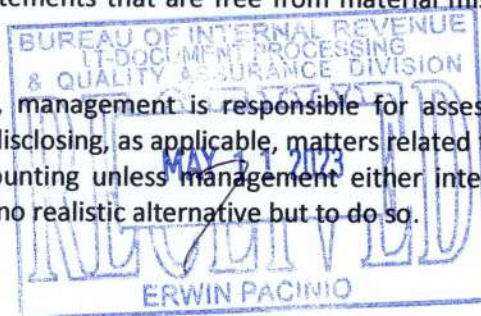 tements that are free from material mis
BUREAU OF INTERNAL REVENUE
LT-DOCUMENT PROCESSING
& QUALITY ASSURANCE DIVISION
, management is responsible for asses
disclosing, as applicable, matters related
MAY 2023
ounting unless management either inte
no realistic alternative but to do so.
RECEIVED
ERWIN PACINIO